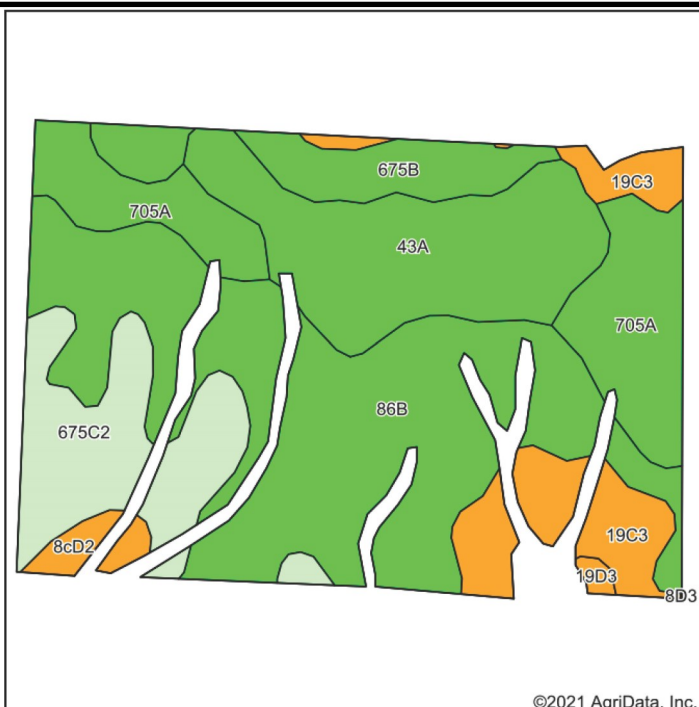 675B
19C3
705A
43A
705A
86B
675C2
19C3
8cD2
19D3
8D3
©2021 AgriData, Inc.